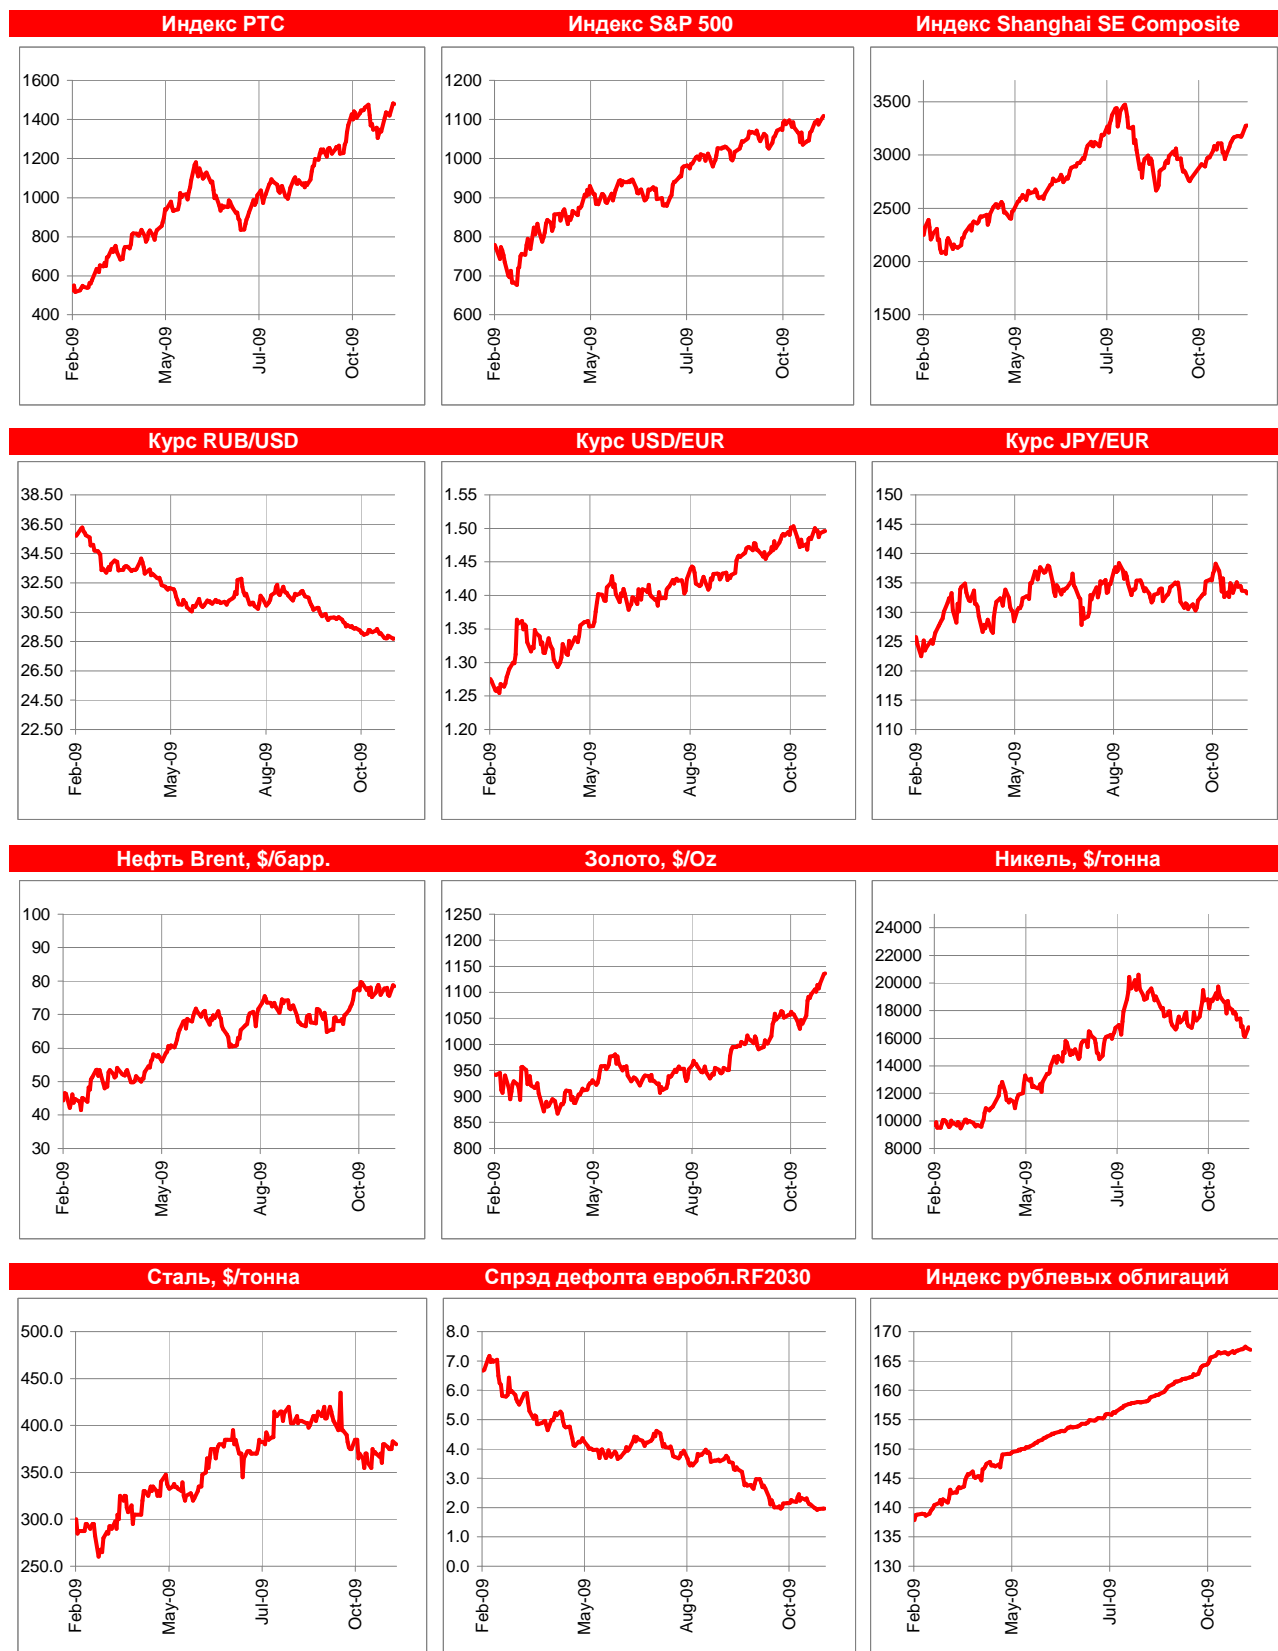 Индекс РТС
1600
1400
1200
1000
800
600
400
Feb-09
May-09
Jul-09
Oct-09
Индекс S&P 500
1200
1100
1000
900
800
700
600
Feb-09
May-09
Jul-09
Oct-09
Индекс Shanghai SE Composite
3500
3000
2500
2000
1500
Feb-09
May-09
Jul-09
Oct-09
Курс RUB/USD
38.50
36.50
34.50
32.50
30.50
28.50
26.50
24.50
22.50
Feb-09
May-09
Aug-09
Oct-09
Курс USD/EUR
1.55
1.50
1.45
1.40
1.35
1.30
1.25
1.20
Feb-09
May-09
Aug-09
Oct-09
Курс JPY/EUR
150
145
140
135
130
125
120
115
110
Feb-09
May-09
Aug-09
Oct-09
Нефть Brent, $/барр.
100
90
80
70
60
50
40
30
Feb-09
May-09
Aug-09
Oct-09
Золото, $/Oz
1250
1200
1150
1100
1050
1000
950
900
850
800
Feb-09
May-09
Aug-09
Oct-09
Никель, $/тонна
24000
22000
20000
18000
16000
14000
12000
10000
8000
Feb-09
May-09
Jul-09
Oct-09
Сталь, $/тонна
500.0
450.0
400.0
350.0
300.0
250.0
Feb-09
May-09
Jul-09
Oct-09
Спрэд дефолта евробл.RF2030
8.0
7.0
6.0
5.0
4.0
3.0
2.0
1.0
0.0
Feb-09
May-09
Aug-09
Oct-09
Индекс рублевых облигаций
170
165
160
155
150
145
140
135
130
Feb-09
May-09
Jul-09
Oct-09